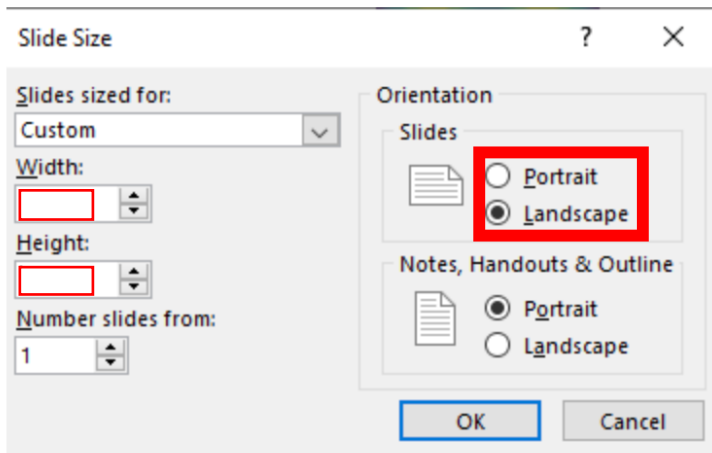 Slide Size
?
Slides sized for:
Custom
Width:
Height:
Number slides from:
1
Orientation
Slides
Portrait
Landscape
Notes, Handouts & Outline
Portrait
Landscape
OK
Cancel